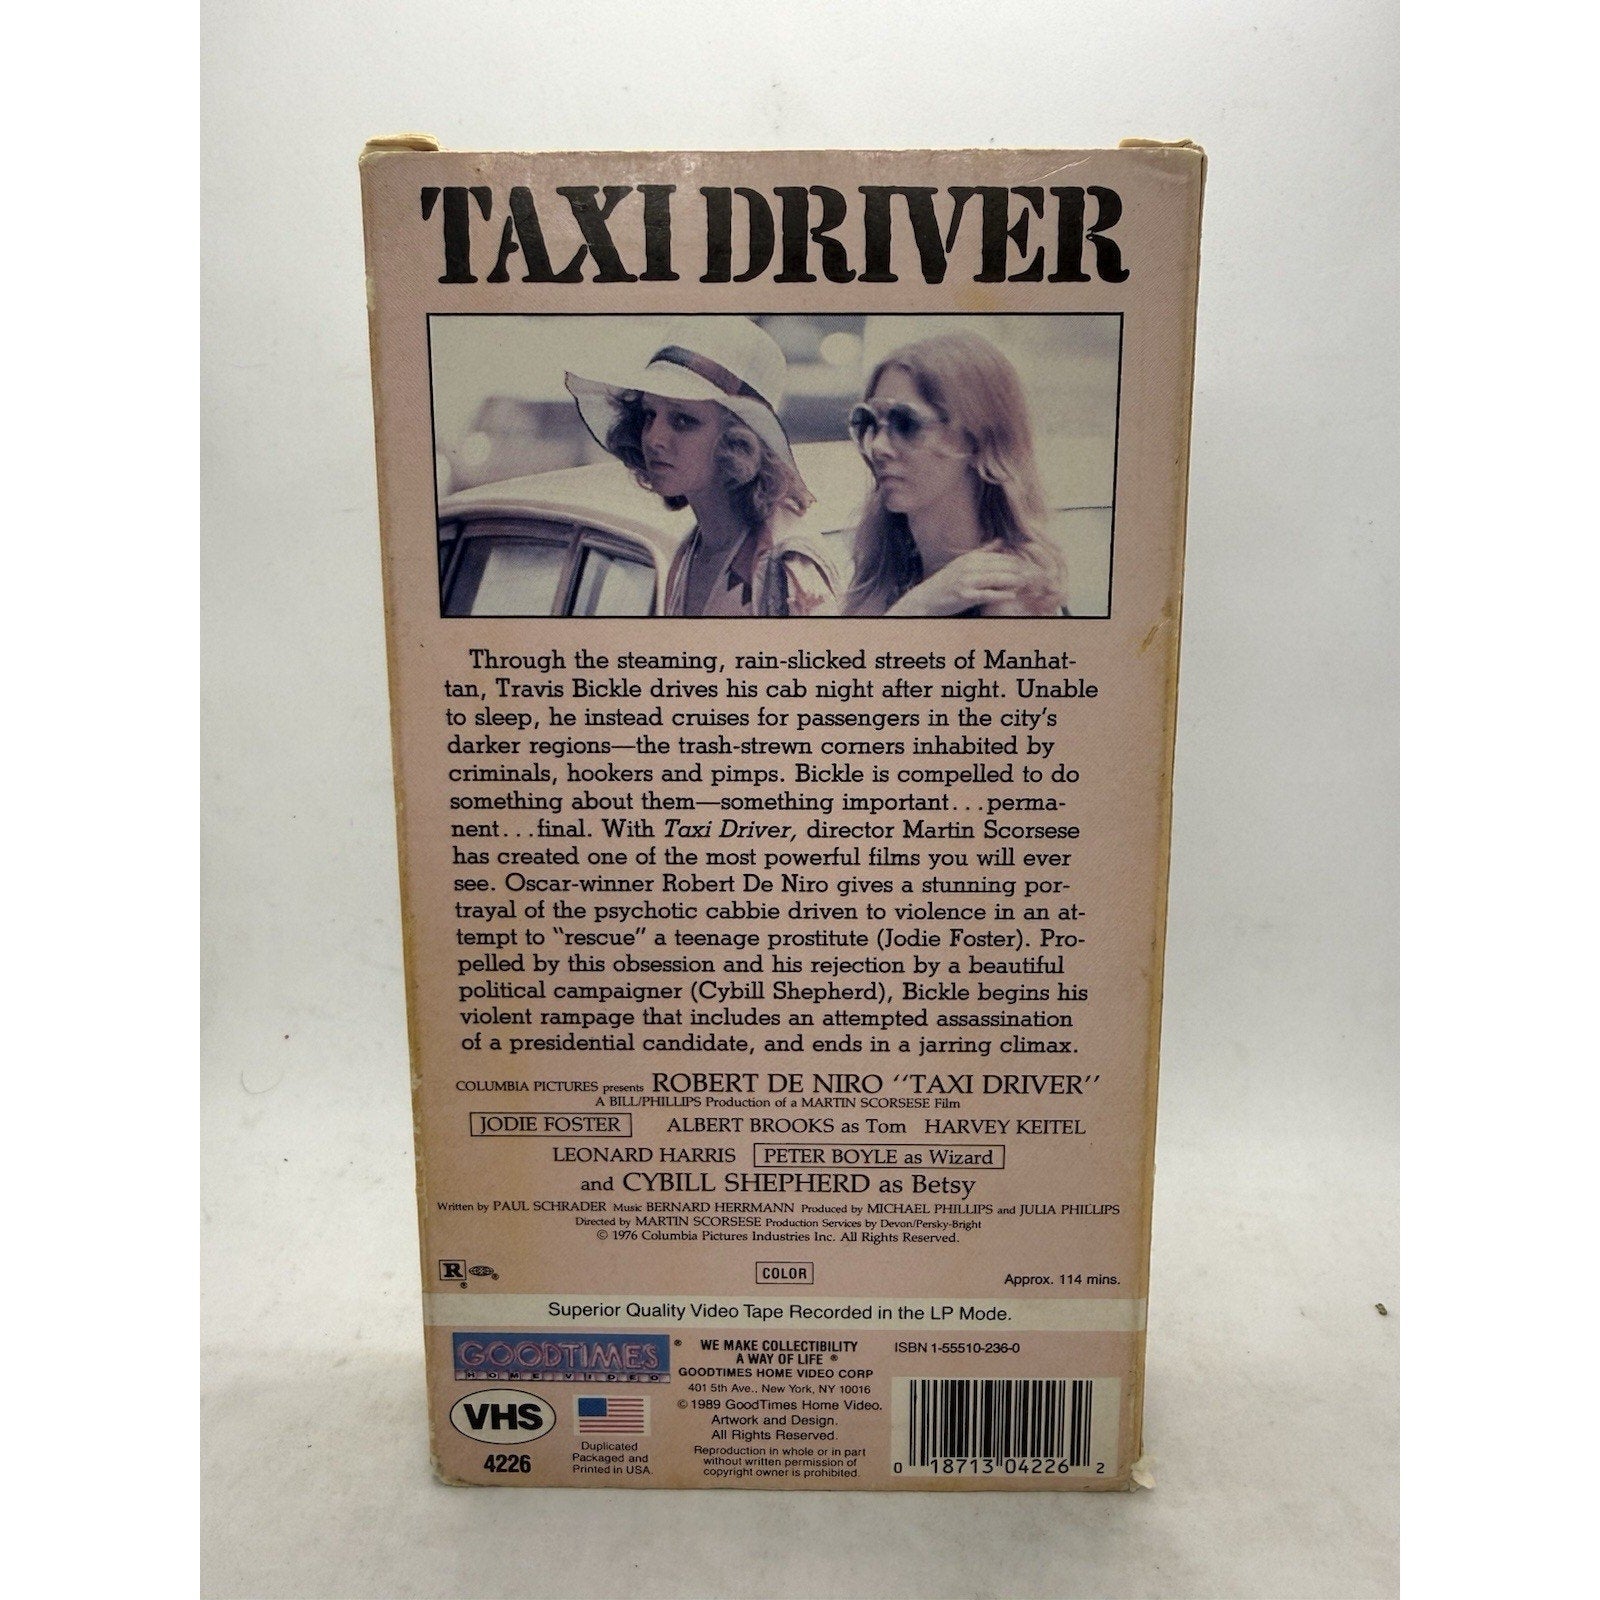 TAXI DRIVER
Through the steaming, rain-slicked streets of Manhat-
tan, Travis Bickle drives his cab night after night. Unable
to sleep, he instead cruises for passengers in the city's
darker regions—the trash-strewn corners inhabited by
criminals, hookers and pimps. Bickle is compelled to do
something about them—something important...perma-
nent...final. With Taxi Driver, director Martin Scorsese
has created one of the most powerful films you will ever
see. Oscar-winner Robert De Niro gives a stunning por-
trayal of the psychotic cabbie driven to violence in an at-
tempt to "rescue" a teenage prostitute (Jodie Foster). Pro-
pelled by this obsession and his rejection by a beautiful
political campaigner (Cybill Shepherd), Bickle begins his
violent rampage that includes an attempted assassination
of a presidential candidate, and ends in a jarring climax.
COLUMBIA PICTURES presents ROBERT DE NIRO "TAXI DRIVER"
A BILL/PHILLIPS Production of a MARTIN SCORSESE Film
JODIE FOSTER ALBERT BROOKS as Tom HARVEY KEITEL
LEONARD HARRIS PETER BOYLE as Wizard
and CYBILL SHEPHERD as Betsy
Written by PAUL SCHRADER Music BERNARD HERRMANN Produced by MICHAEL PHILLIPS and JULIA PHILLIPS
Directed by MARTIN SCORSESE Production Services by Devon/Persky-Bright
© 1976 Columbia Pictures Industries Inc. All Rights Reserved.
R ® ®
COLOR
Approx. 114 mins.
Superior Quality Video Tape Recorded in the LP Mode.
GOODTIMES ®
HOME VIDEO
VHS
4226
Duplicated
Packaged and
Printed in USA.
WE MAKE COLLECTIBILITY
A WAY OF LIFE ®
GOODTIMES HOME VIDEO CORP
401 5th Ave., New York, NY 10016
© 1989 GoodTimes Home Video.
Artwork and Design.
All Rights Reserved.
Reproduction in whole or in part
without written permission of
copyright owner is prohibited.
ISBN 1-55510-236-0
0 18713 04226 2